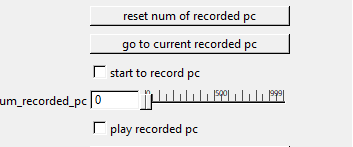 reset num of recorded pc
go to current recorded pc
start to record pc
um_recorded_pc 0 500 999
play recorded pc